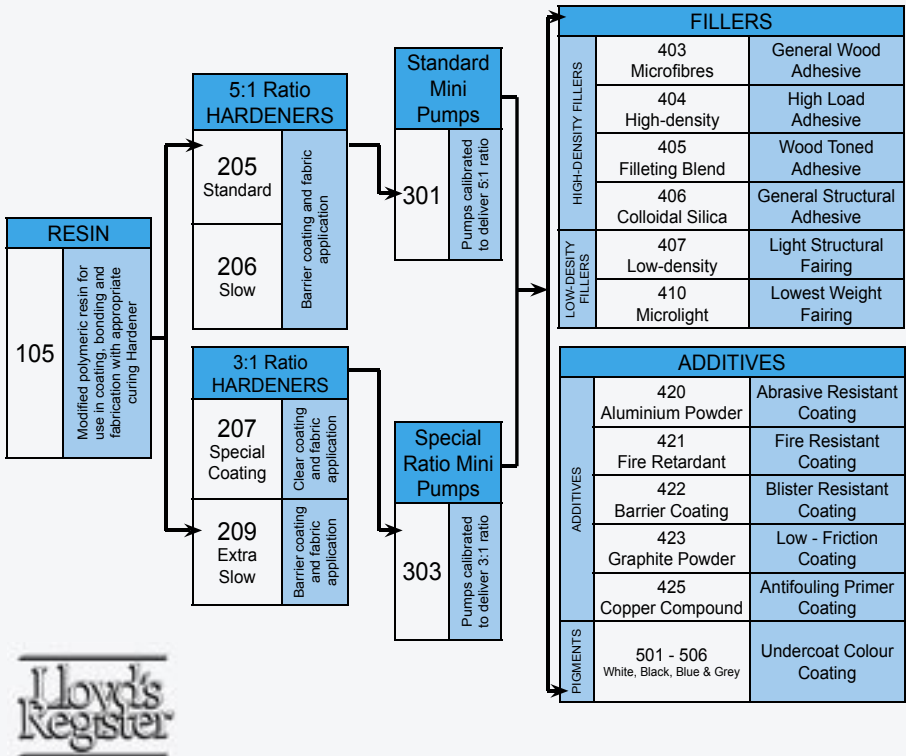 RESIN
105
Modified polymeric resin for
use in coating, bonding and
fabrication with appropriate
curing Hardener
5:1 Ratio
HARDENERS
205
Standard
206
Slow
Barrier coating and fabric
application
3:1 Ratio
HARDENERS
207
Special
Coating
Clear coating
and fabric
application
209
Extra
Slow
Barrier coating
and fabric
application
Standard
Mini
Pumps
301
Pumps calibrated
to deliver 5:1 ratio
Special
Ratio Mini
Pumps
303
Pumps calibrated
to deliver 3:1 ratio
FILLERS
HIGH-DENSITY FILLERS
403
Microfibres
General Wood
Adhesive
404
High-density
High Load
Adhesive
405
Filleting Blend
Wood Toned
Adhesive
406
Colloidal Silica
General Structural
Adhesive
LOW-DESITY
FILLERS
407
Low-density
Light Structural
Fairing
410
Microlight
Lowest Weight
Fairing
ADDITIVES
ADDITIVES
420
Aluminium Powder
Abrasive Resistant
Coating
421
Fire Retardant
Fire Resistant
Coating
422
Barrier Coating
Blister Resistant
Coating
423
Graphite Powder
Low - Friction
Coating
425
Copper Compound
Antifouling Primer
Coating
PIGMENTS
501 - 506
White, Black, Blue & Grey
Undercoat Colour
Coating
Lloyd's
Register